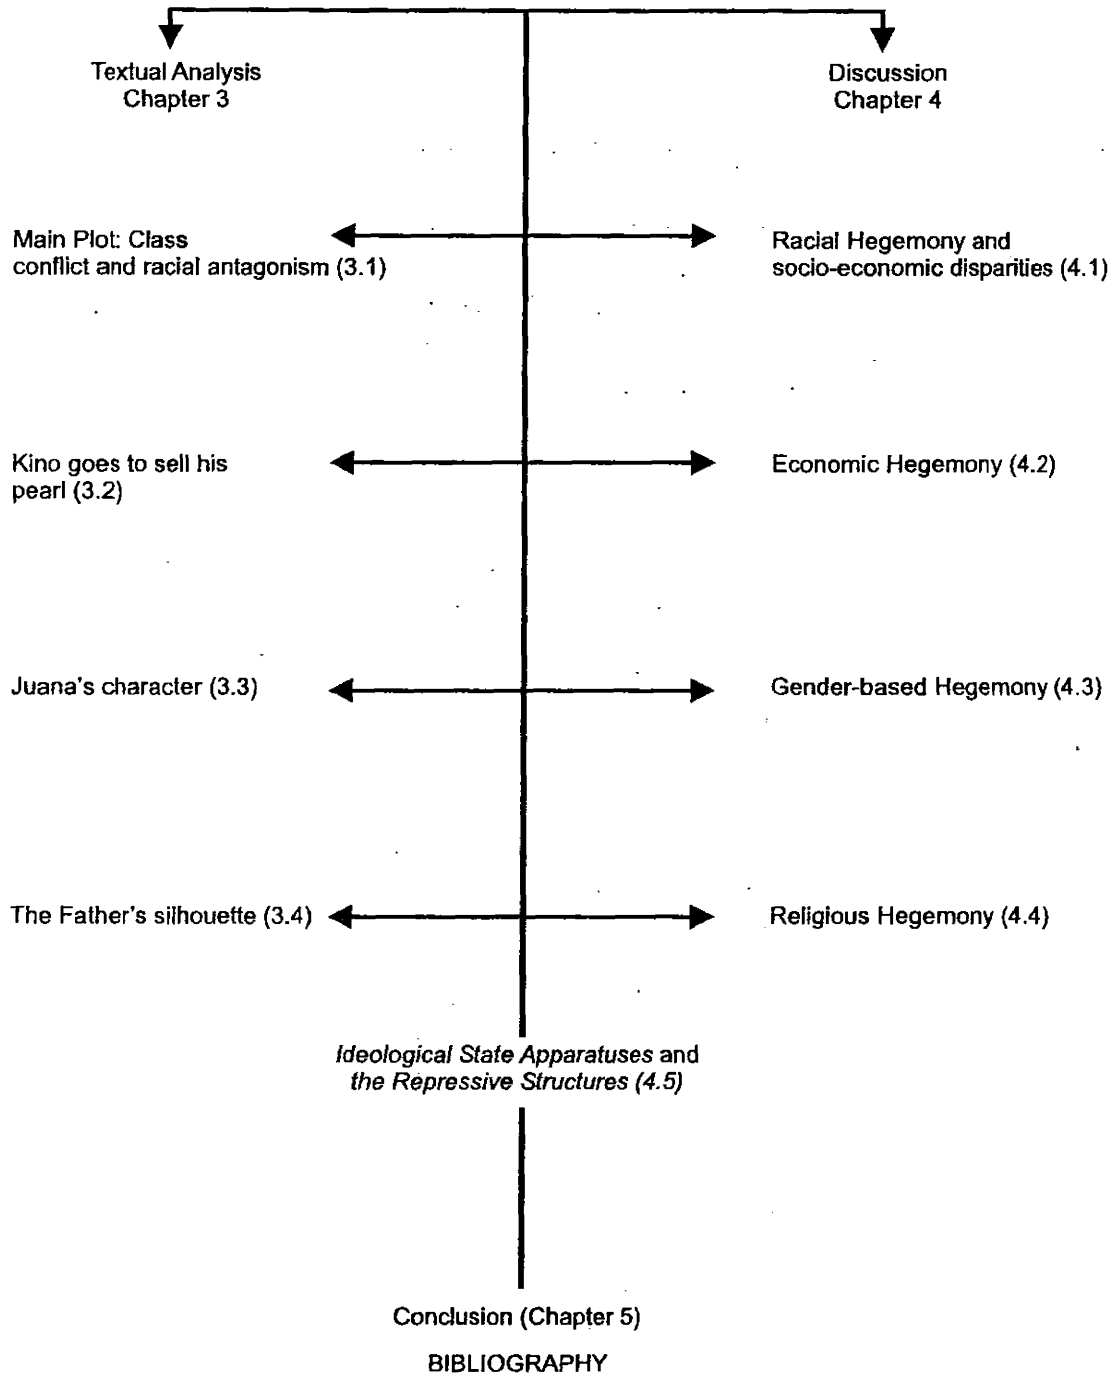 Textual Analysis
Chapter 3
Discussion
Chapter 4
Main Plot: Class
conflict and racial antagonism (3.1)
Racial Hegemony and
socio-economic disparities (4.1)
Kino goes to sell his
pearl (3.2)
Economic Hegemony (4.2)
Juana's character (3.3)
Gender-based Hegemony (4.3)
The Father's silhouette (3.4)
Religious Hegemony (4.4)
Ideological State Apparatuses and
the Repressive Structures (4.5)
Conclusion (Chapter 5)
BIBLIOGRAPHY